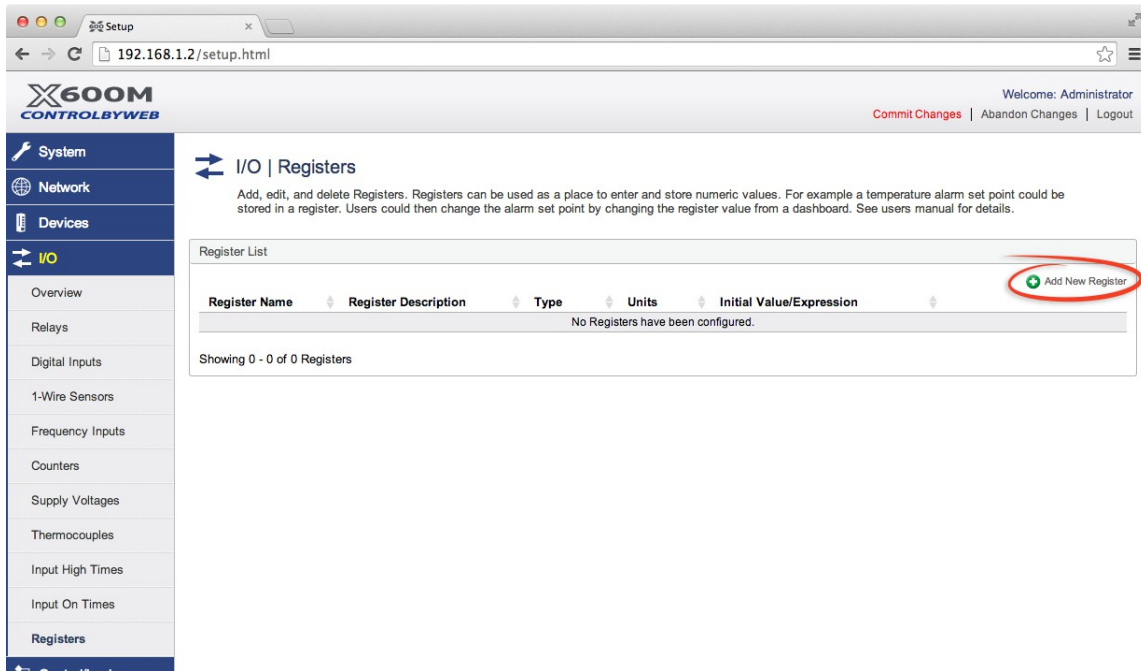 Setup
192.168.1.2/setup.html
X600M
CONTROLBYWEB
Welcome: Administrator
Commit Changes | Abandon Changes | Logout
System
Network
Devices
I/O
Overview
Relays
Digital Inputs
1-Wire Sensors
Frequency Inputs
Counters
Supply Voltages
Thermocouples
Input High Times
Input On Times
Registers
I/O | Registers
Add, edit, and delete Registers. Registers can be used as a place to enter and store numeric values. For example a temperature alarm set point could be
stored in a register. Users could then change the alarm set point by changing the register value from a dashboard. See users manual for details.
Register List
Add New Register
Register Name Register Description Type Units Initial Value/Expression
No Registers have been configured.
Showing 0 - 0 of 0 Registers